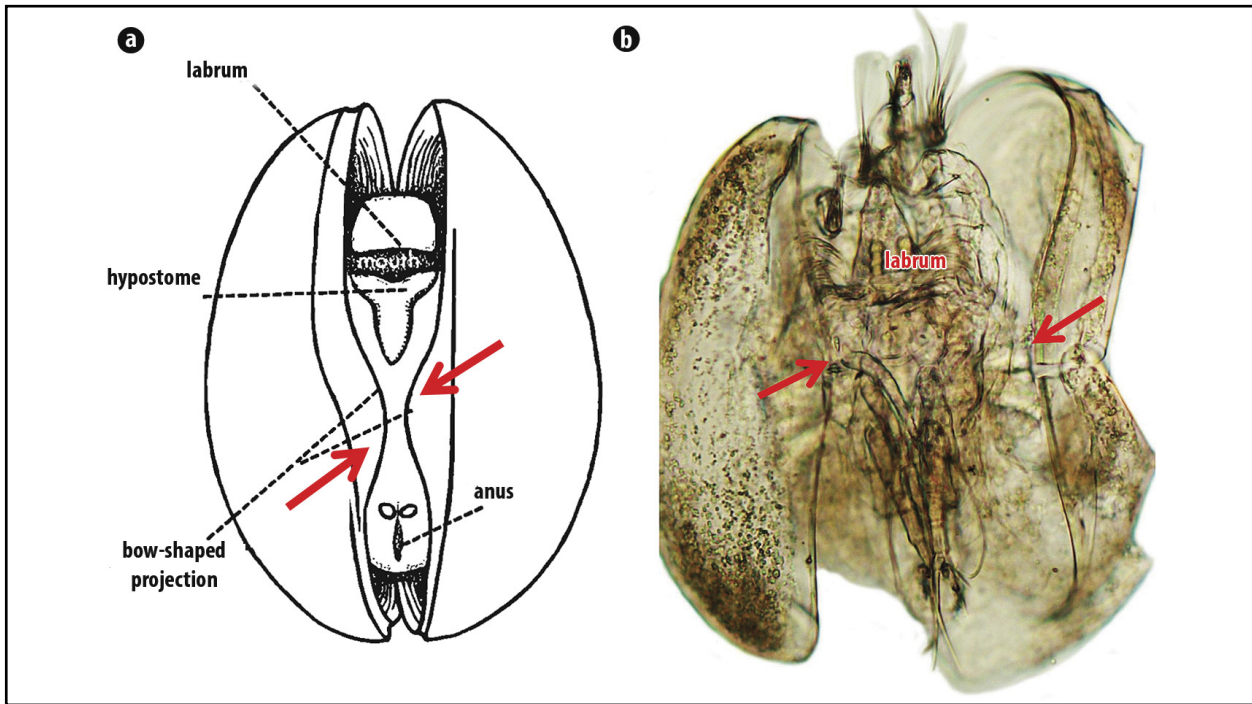 a
labrum
mouth
hypostome
anus
bow-shaped
projection
b
labrum